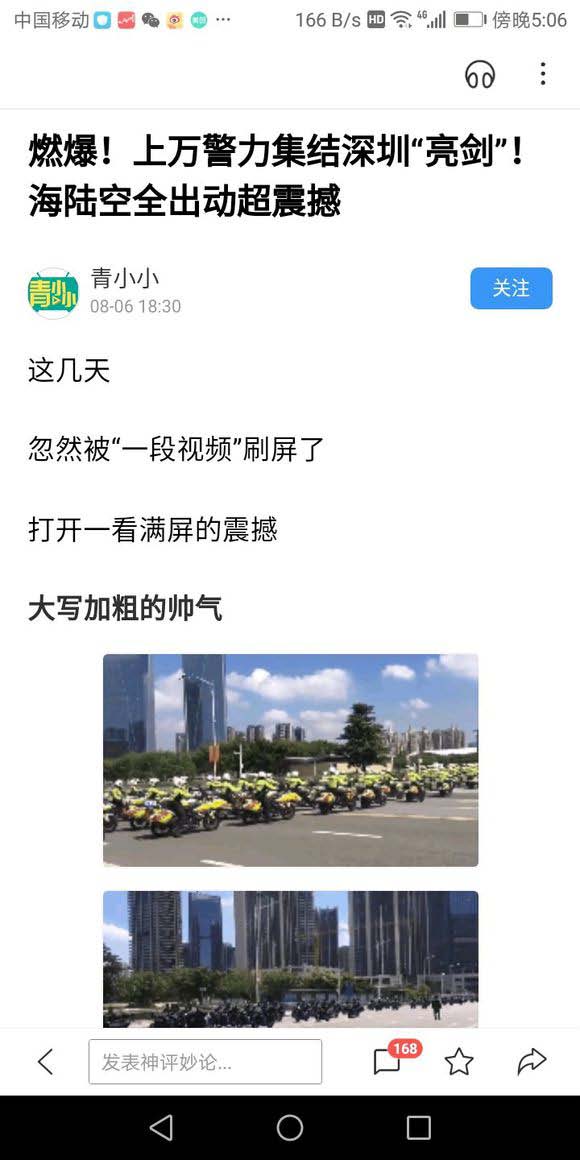 中国移动
166 B/s HD 4G 傍晚5:06
燃爆！上万警力集结深圳“亮剑”！
海陆空全出动超震撼
青小小
青小小
08-06 18:30
关注
这几天
忽然被“一段视频”刷屏了
打开一看满屏的震撼
大写加粗的帅气
发表神评妙论...
168